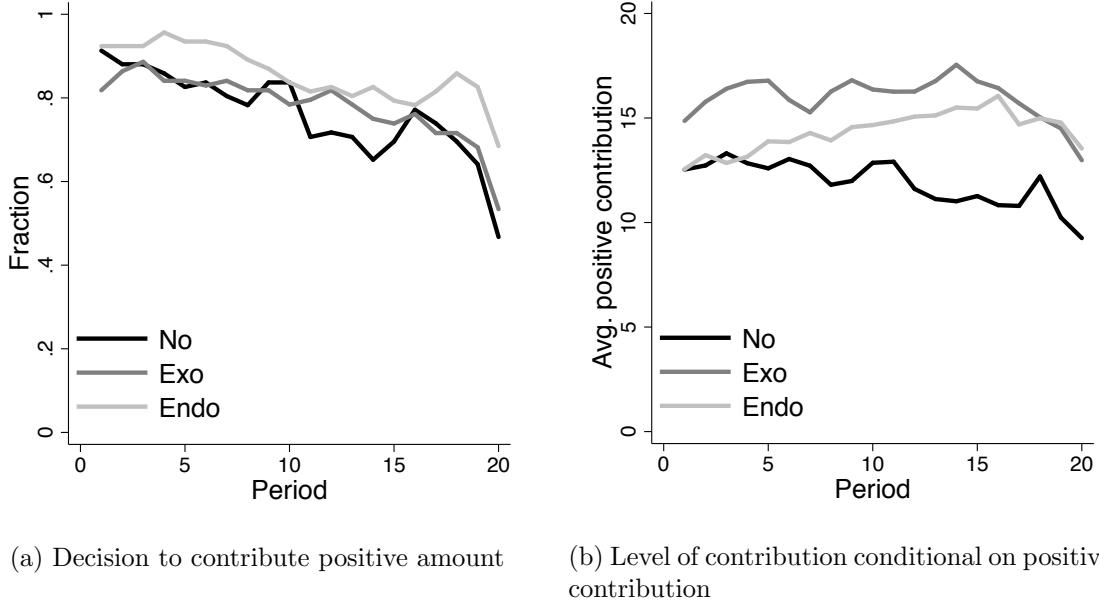 1
.8
.6
.4
.2
0
Fraction
No
Exo
Endo
0 5 10 15 20
Period
(a) Decision to contribute positive amount
20
15
10
5
0
Avg. positive contribution
No
Exo
Endo
0 5 10 15 20
Period
(b) Level of contribution conditional on positiv
contribution